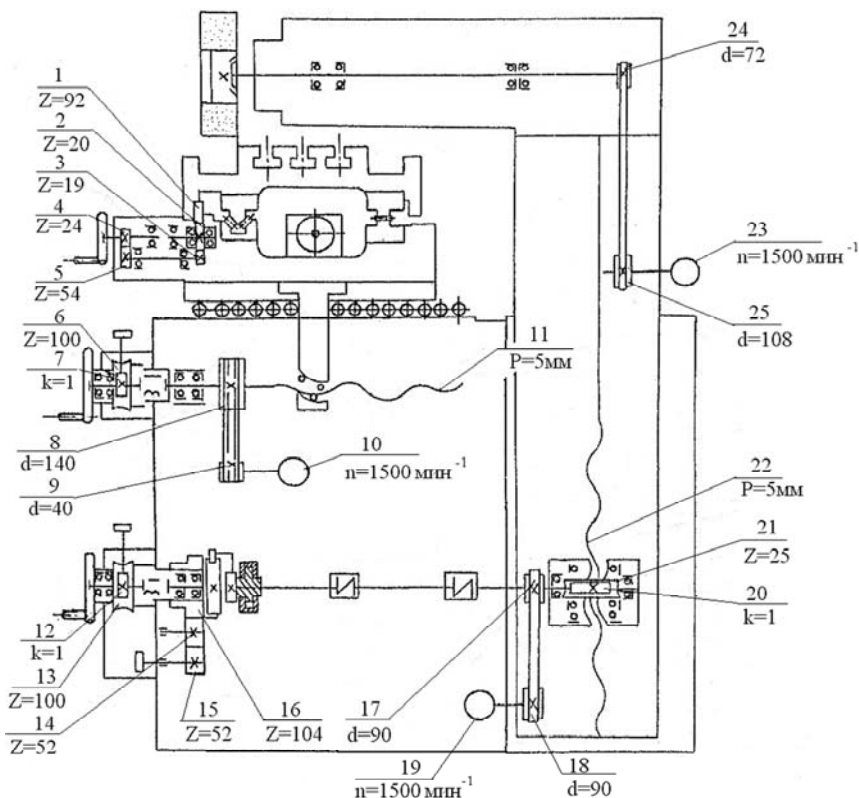 24
d=72
1
Z=92
2
Z=20
3
Z=19
4
Z=24
5
Z=54
23
n=1500 мин⁻¹
25
d=108
6
Z=100
7
k=1
11
P=5мм
8
d=140
10
n=1500 мин⁻¹
9
d=40
22
P=5мм
21
Z=25
20
k=1
12
k=1
13
Z=100
14
Z=52
15
Z=52
16
Z=104
17
d=90
19
n=1500 мин⁻¹
18
d=90